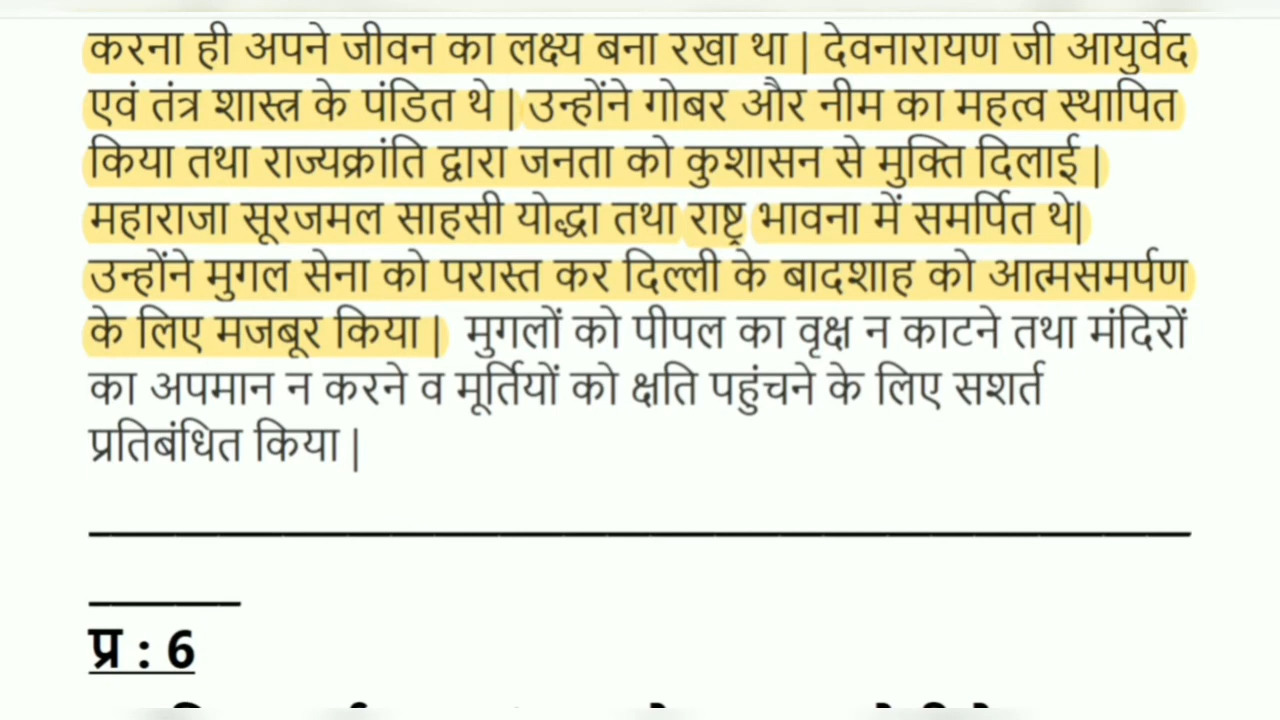 करना ही अपने जीवन का लक्ष्य बना रखा था | देवनारायण जी आयुर्वेद
एवं तंत्र शास्त्र के पंडित थे | उन्होंने गोबर और नीम का महत्व स्थापित
किया तथा राज्यक्रांति द्वारा जनता को कुशासन से मुक्ति दिलाई |
महाराजा सूरजमल साहसी योद्धा तथा राष्ट्र भावना में समर्पित थे|
उन्होंने मुगल सेना को परास्त कर दिल्ली के बादशाह को आत्मसमर्पण
के लिए मजबूर किया | मुगलों को पीपल का वृक्ष न काटने तथा मंदिरों
का अपमान न करने व मूर्तियों को क्षति पहुंचने के लिए सशर्त
प्रतिबंधित किया |
प्र : 6